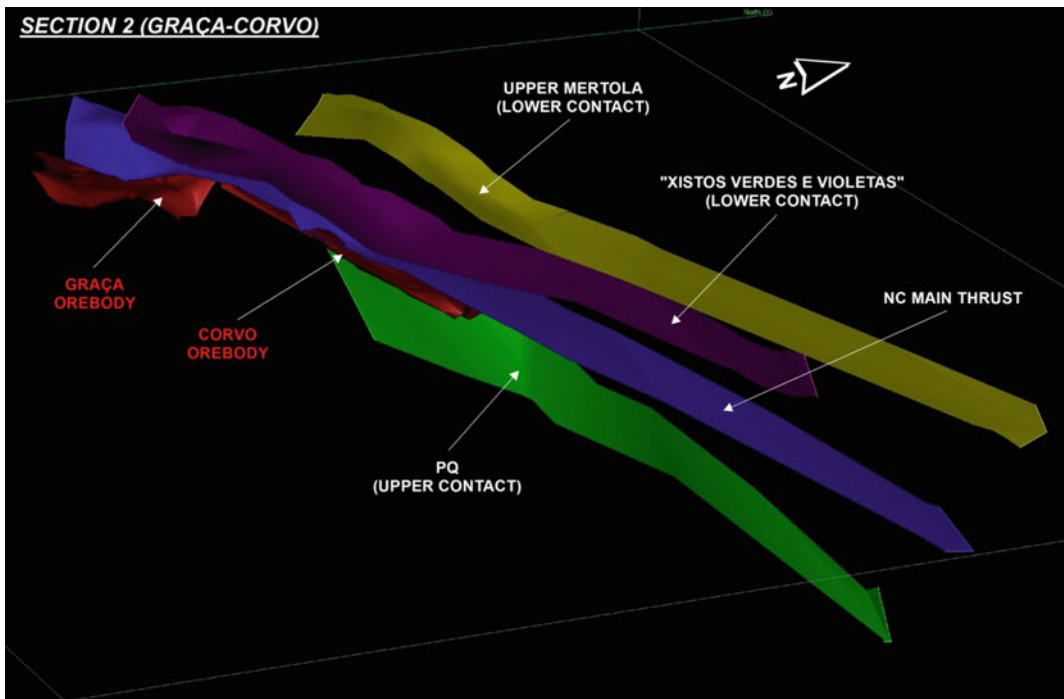 SECTION 2 (GRAÇA-CORVO)
N
UPPER MERTOLA
(LOWER CONTACT)
"XISTOS VERDES E VIOLETAS"
(LOWER CONTACT)
NC MAIN THRUST
GRAÇA
OREBODY
CORVO
OREBODY
PQ
(UPPER CONTACT)